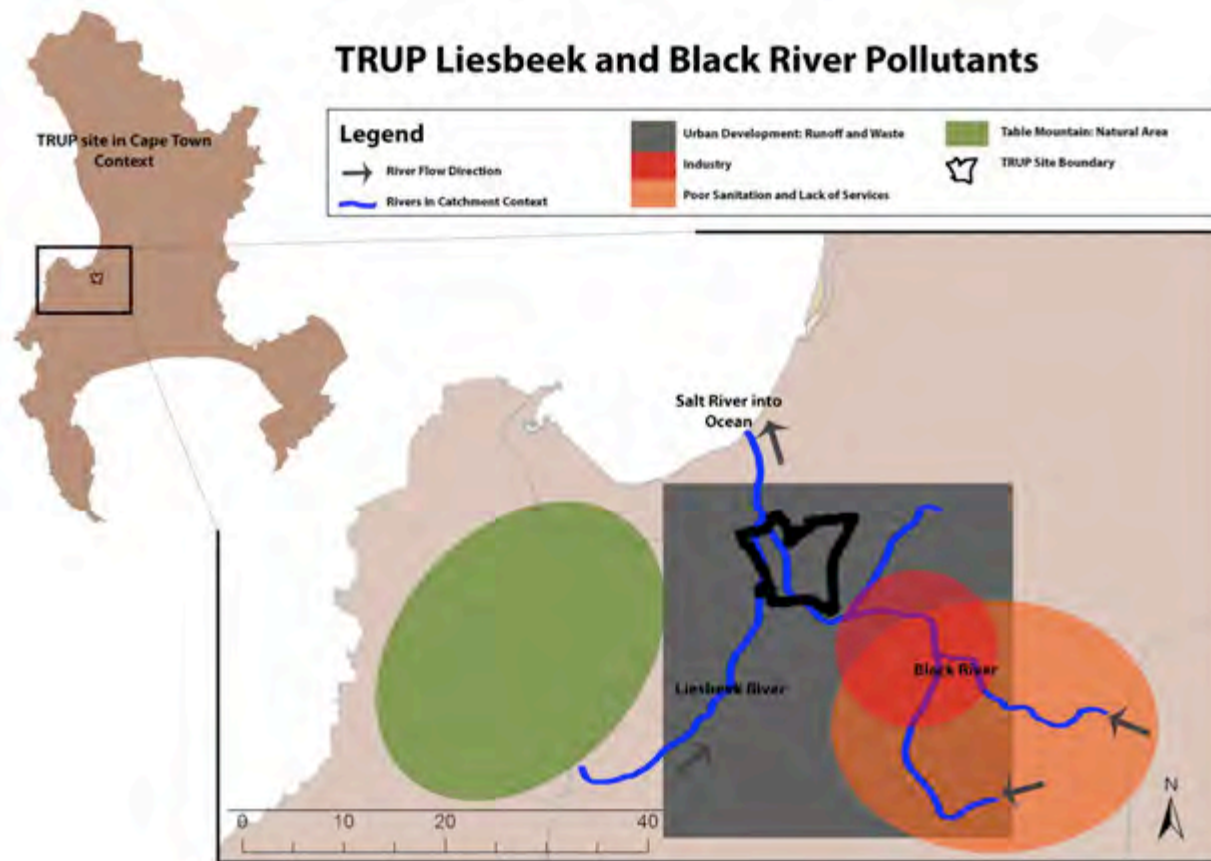 TRUP Liesbeek and Black River Pollutants
TRUP site in Cape Town
Context
Legend
River Flow Direction
Rivers in Catchment Context
Urban Development: Runoff and Waste
Industry
Poor Sanitation and Lack of Services
Table Mountain: Natural Area
TRUP Site Boundary
Salt River into
Ocean
Liesbeek River
Black River
N
0 10 20 40